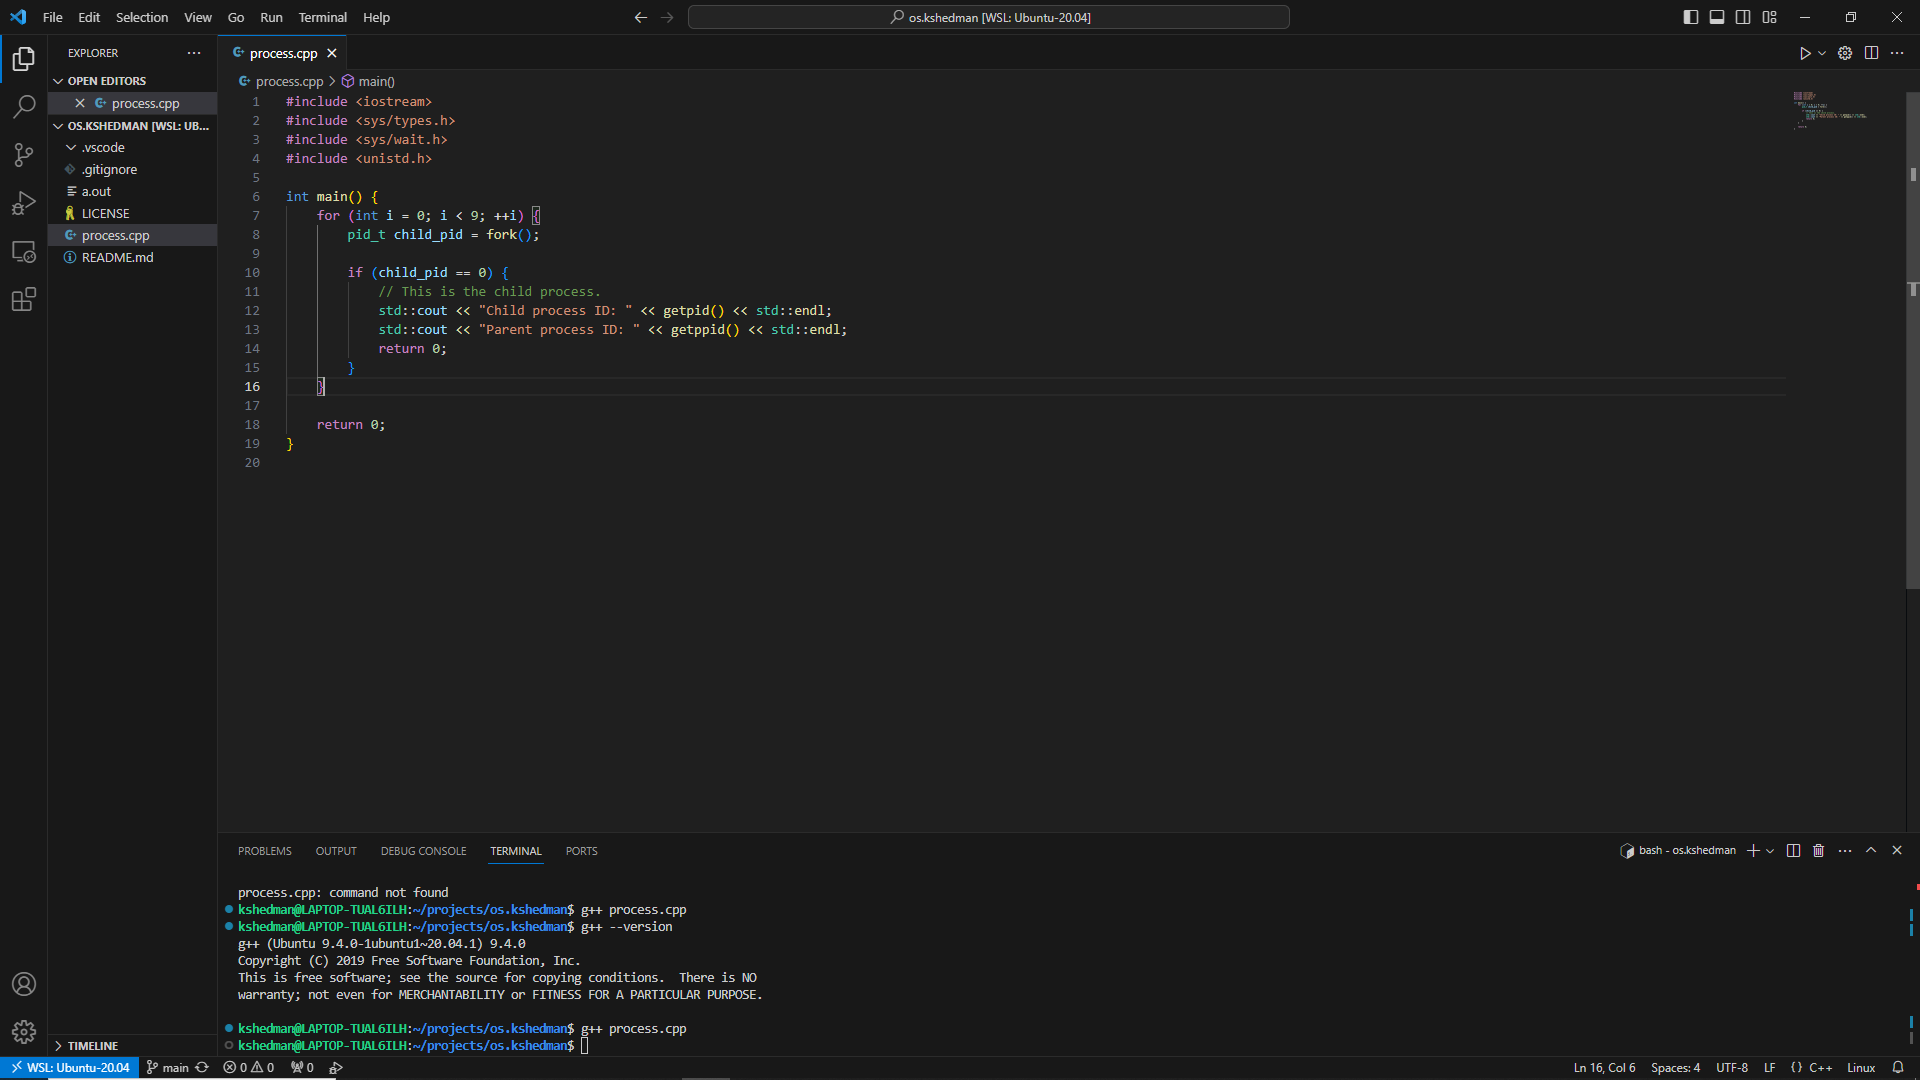 File Edit Selection View Go Run Terminal Help
os.kshedman [WSL: Ubuntu-20.04]
EXPLORER
OPEN EDITORS
process.cpp
OS.KSHEDMAN [WSL: UB...
.vscode
.gitignore
a.out
LICENSE
process.cpp
README.md
TIMELINE
process.cpp
process.cpp > main()
1 #include <iostream>
2 #include <sys/types.h>
3 #include <sys/wait.h>
4 #include <unistd.h>
5
6 int main() {
7 for (int i = 0; i < 9; ++i) {
8 pid_t child_pid = fork();
9
10 if (child_pid == 0) {
11 // This is the child process.
12 std::cout << "Child process ID: " << getpid() << std::endl;
13 std::cout << "Parent process ID: " << getppid() << std::endl;
14 return 0;
15 }
16 }
17
18 return 0;
19 }
20
PROBLEMS OUTPUT DEBUG CONSOLE TERMINAL PORTS
bash - os.kshedman
process.cpp: command not found
kshedman@LAPTOP-TUAL6ILH:~/projects/os.kshedman$ g++ process.cpp
kshedman@LAPTOP-TUAL6ILH:~/projects/os.kshedman$ g++ --version
g++ (Ubuntu 9.4.0-1ubuntu1~20.04.1) 9.4.0
Copyright (C) 2019 Free Software Foundation, Inc.
This is free software; see the source for copying conditions.  There is NO
warranty; not even for MERCHANTABILITY or FITNESS FOR A PARTICULAR PURPOSE.
kshedman@LAPTOP-TUAL6ILH:~/projects/os.kshedman$ g++ process.cpp
kshedman@LAPTOP-TUAL6ILH:~/projects/os.kshedman$
WSL: Ubuntu-20.04 main 0 0 0
Ln 16, Col 6 Spaces: 4 UTF-8 LF {} C++ Linux